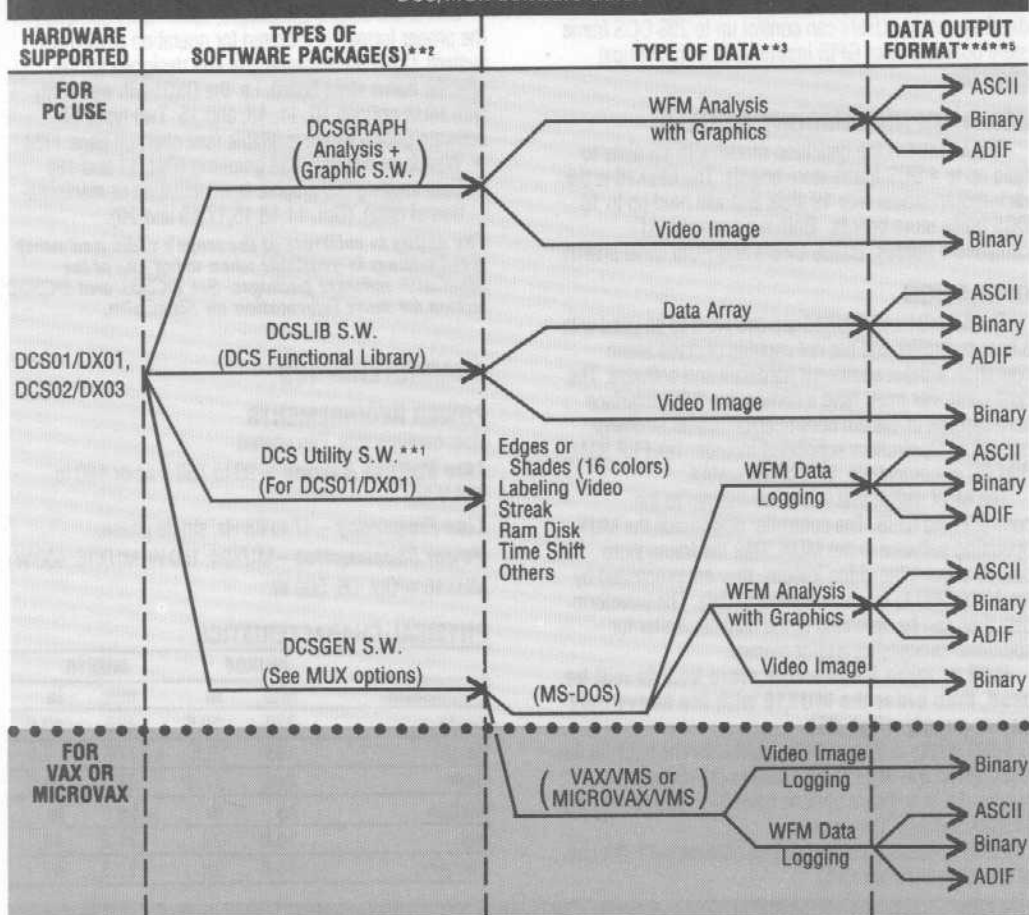 HARDWARE SUPPORTED
TYPES OF SOFTWARE PACKAGE(S)**2
TYPE OF DATA**3
DATA OUTPUT FORMAT*****5
FOR PC USE
DCS01/DX01,
DCS02/DX03
DCSGRAPH
(Analysis +
Graphic S.W.)
WFM Analysis
with Graphics
ASCII
Binary
ADIF
Video Image
Binary
DCSLIB S.W.
(DCS Functional Library)
Data Array
ASCII
Binary
ADIF
Video Image
Binary
DCS Utility S.W.**1
(For DCS01/DX01)
Edges or
Shades (16 colors)
Labeling Video
Streak
Ram Disk
Time Shift
Others
DCSGEN S.W.
(See MUX options)
(MS-DOS)
WFM Data
Logging
ASCII
Binary
ADIF
WFM Analysis
with Graphics
ASCII
Binary
ADIF
Video Image
Binary
FOR
VAX OR
MICROVAX
(VAX/VMS or
MICROVAX/VMS)
Video Image
Logging
Binary
WFM Data
Logging
ASCII
Binary
ADIF